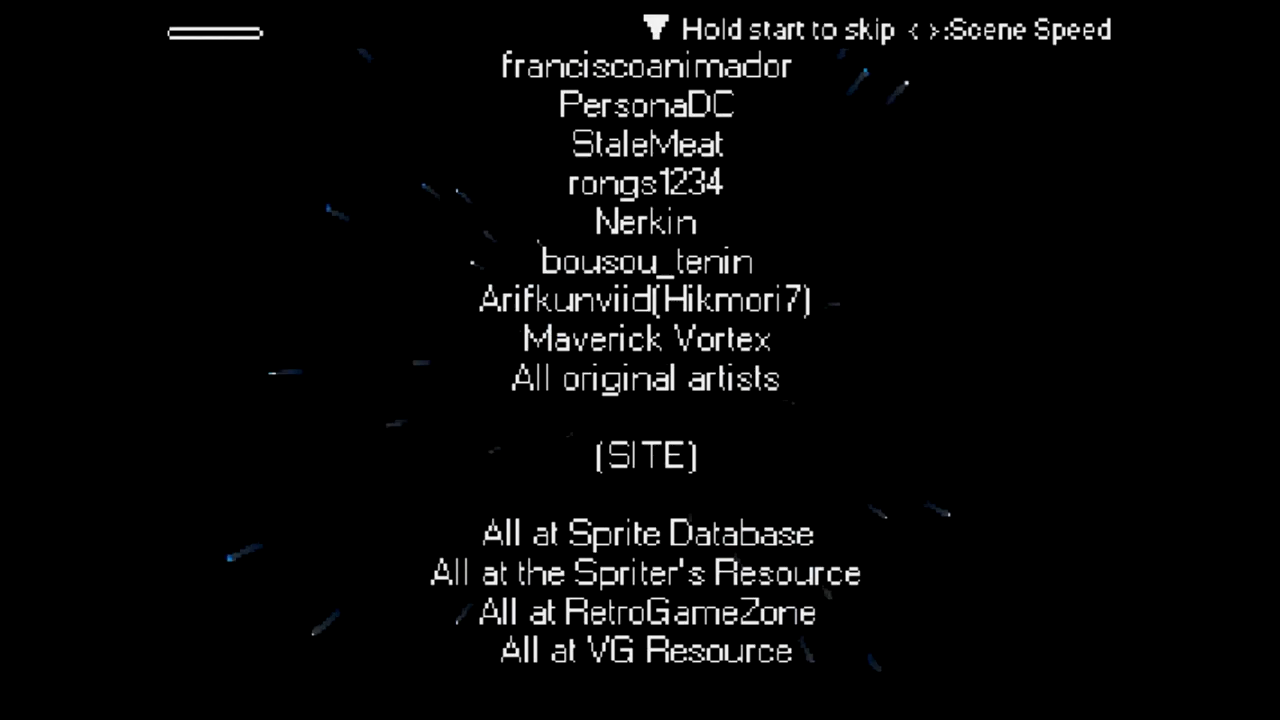 ▼ Hold start to skip < >:Scene Speed
franciscoanimador
PersonaDC
StaleMeat
rongs1234
Nerkin
bousou_tenin
Arifkunviid(Hikmori7)
Maverick Vortex
All original artists
(SITE)
All at Sprite Database
All at the Spriter's Resource
All at RetroGameZone
All at VG Resource